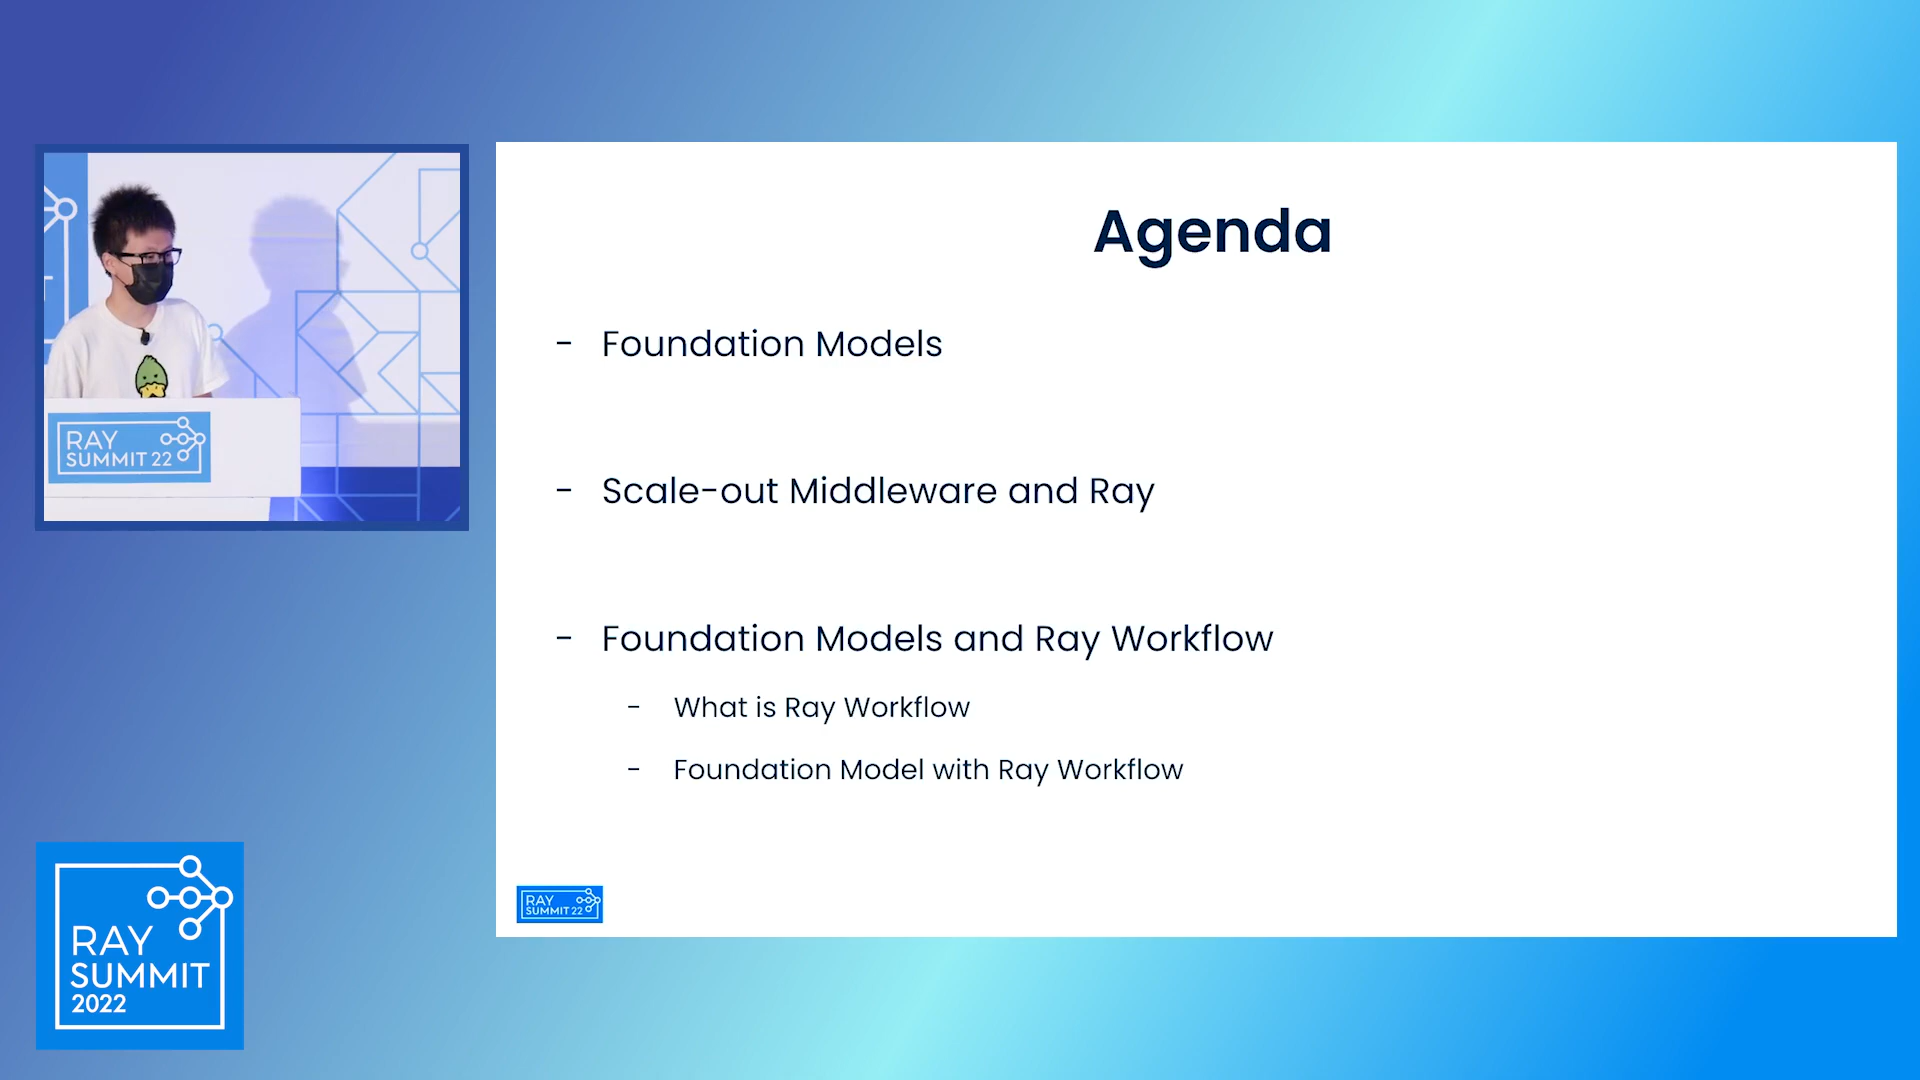 Agenda
- Foundation Models
- Scale-out Middleware and Ray
- Foundation Models and Ray Workflow
- What is Ray Workflow
- Foundation Model with Ray Workflow
RAY
SUMMIT 22
RAY
SUMMIT 22
RAY
SUMMIT
2022